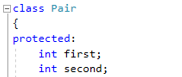 class Pair
{
protected:
    int first;
    int second;